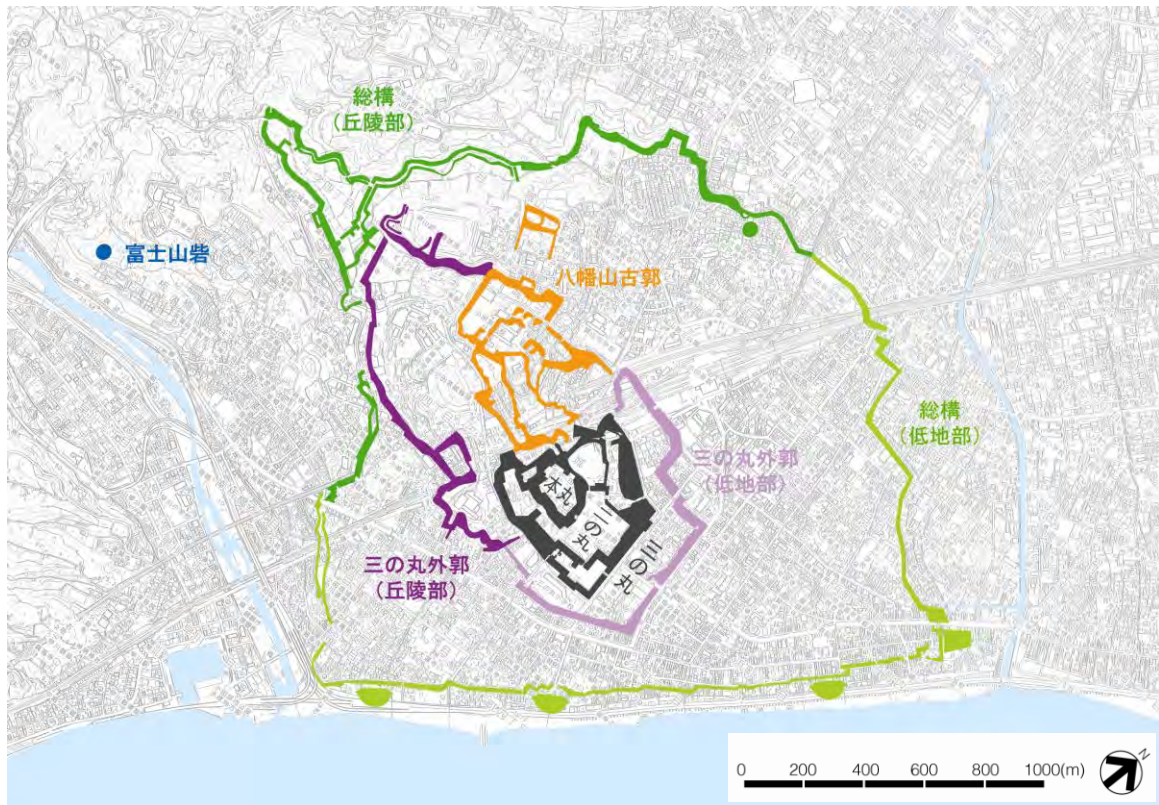 総構
（丘陵部）
富士山砦
八幡山古郭
総構
（低地部）
三の丸外郭
（低地部）
本丸
二の丸
三の丸
三の丸外郭
（丘陵部）
0 200 400 600 800 1000(m)
N